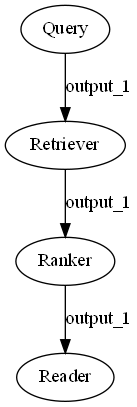 Query
output_1
Retriever
output_1
Ranker
output_1
Reader